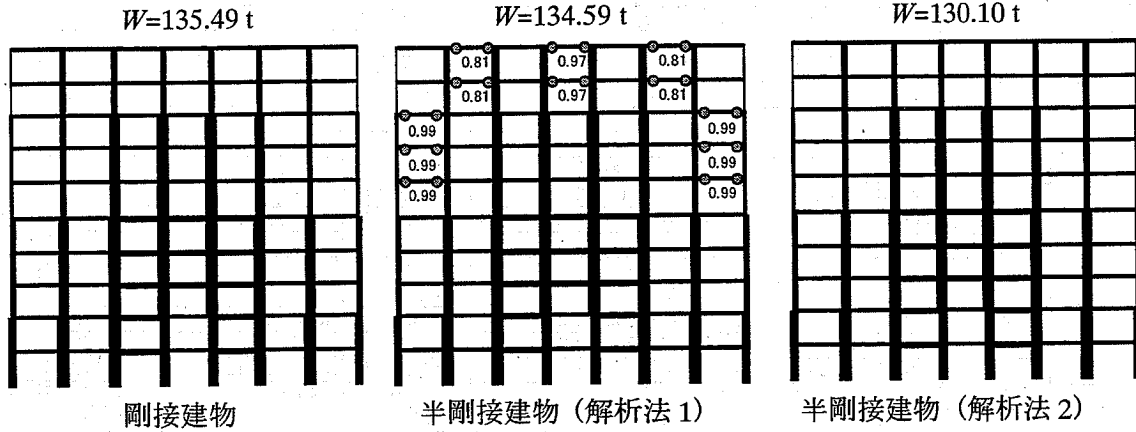 W=135.49 t
W=134.59 t
W=130.10 t
0.81 0.97 0.81
0.81 0.97 0.81
0.99 0.99
0.99 0.99
0.99 0.99
剛接建物
半剛接建物（解析法 1）
半剛接建物（解析法 2）